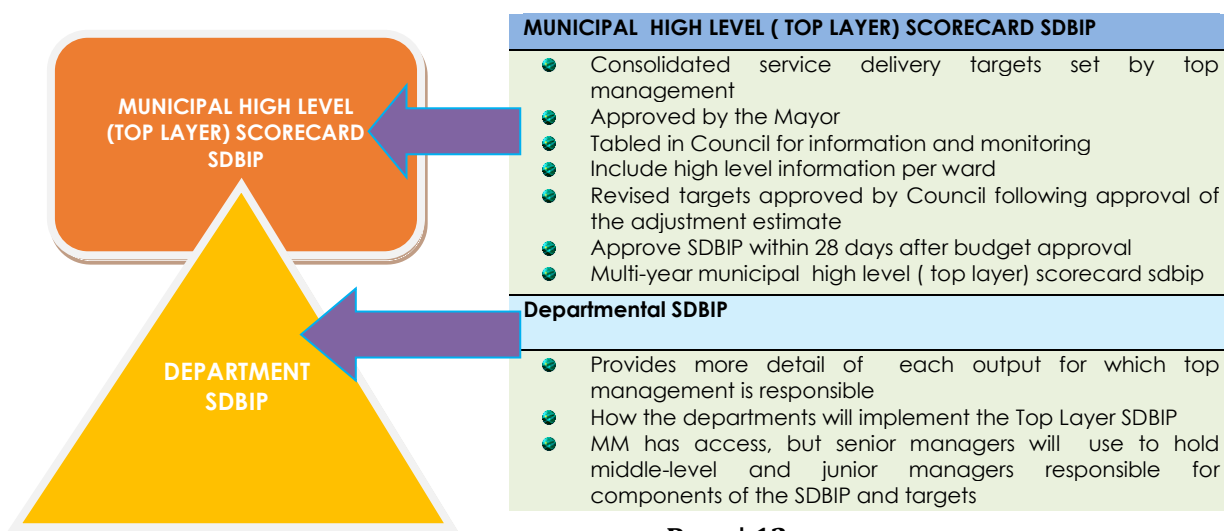 MUNICIPAL HIGH LEVEL
(TOP LAYER) SCORECARD
SDBIP
DEPARTMENT
SDBIP
MUNICIPAL HIGH LEVEL ( TOP LAYER) SCORECARD SDBIP
Consolidated service delivery targets set by top
management
Approved by the Mayor
Tabled in Council for information and monitoring
Include high level information per ward
Revised targets approved by Council following approval of
the adjustment estimate
Approve SDBIP within 28 days after budget approval
Multi-year municipal high level ( top layer) scorecard sdbip
Departmental SDBIP
Provides more detail of each output for which top
management is responsible
How the departments will implement the Top Layer SDBIP
MM has access, but senior managers will use to hold
middle-level and junior managers responsible for
components of the SDBIP and targets